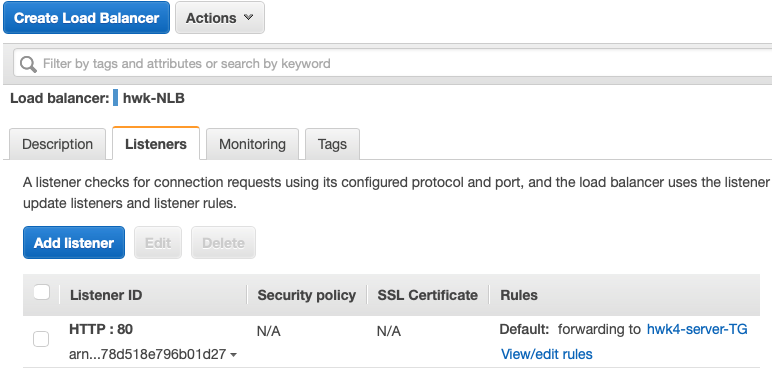 Create Load Balancer Actions
Filter by tags and attributes or search by keyword
Load balancer: hwk-NLB
Description Listeners Monitoring Tags
A listener checks for connection requests using its configured protocol and port, and the load balancer uses the listener
update listeners and listener rules.
Add listener Edit Delete
Listener ID Security policy SSL Certificate Rules
HTTP : 80 N/A N/A Default: forwarding to hwk4-server-TG
arn...78d518e796b01d27 View/edit rules